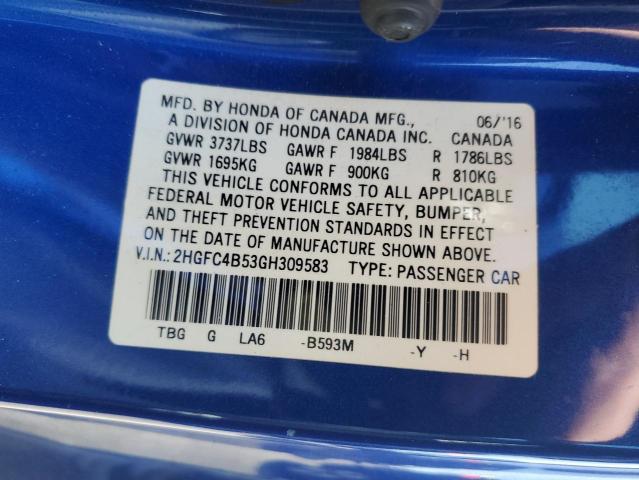 MFD. BY HONDA OF CANADA MFG., 06/'16
A DIVISION OF HONDA CANADA INC. CANADA
GVWR 3737LBS GAWR F 1984LBS R 1786LBS
GVWR 1695KG GAWR F 900KG R 810KG
THIS VEHICLE CONFORMS TO ALL APPLICABLE
FEDERAL MOTOR VEHICLE SAFETY, BUMPER,
AND THEFT PREVENTION STANDARDS IN EFFECT
ON THE DATE OF MANUFACTURE SHOWN ABOVE.
V.I.N.: 2HGFC4B53GH309583 TYPE: PASSENGER CAR
TBG G LA6 -B593M -Y -H